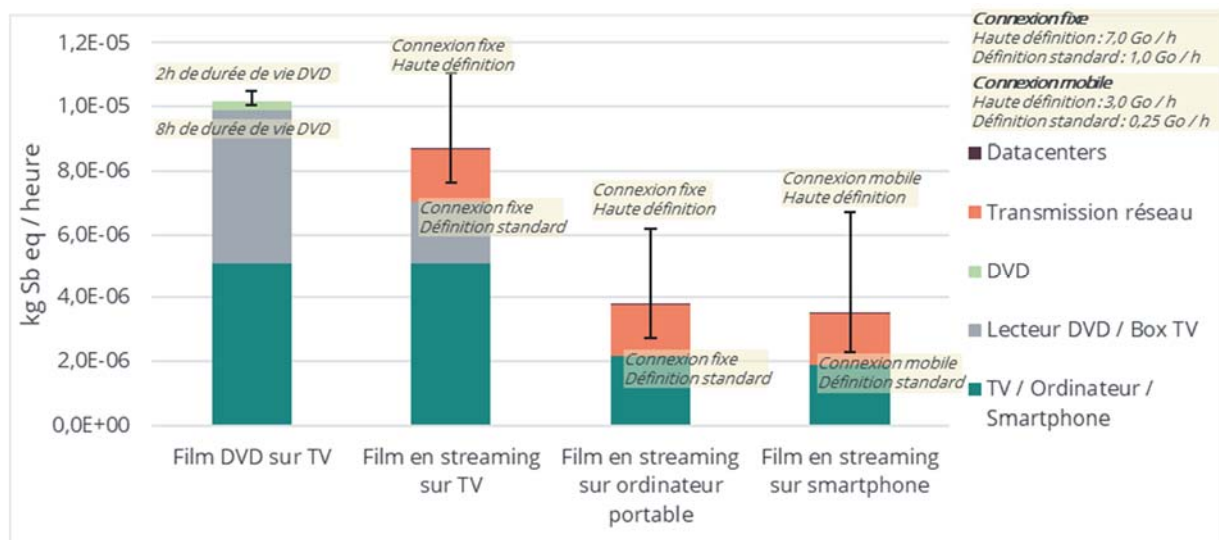 kg Sb eq / heure
1,2E-05
1,0E-05
8,0E-06
6,0E-06
4,0E-06
2,0E-06
0,0E+00
2h de durée de vie DVD
8h de durée de vie DVD
Connexion fixe
Haute définition
Connexion fixe
Définition standard
Connexion fixe
Haute définition
Connexion fixe
Définition standard
Connexion mobile
Haute définition
Connexion mobile
Définition standard
Film DVD sur TV
Film en streaming
sur TV
Film en streaming
sur ordinateur
portable
Film en streaming
sur smartphone
Connexion fixe
Haute définition : 7,0 Go / h
Définition standard : 1,0 Go / h
Connexion mobile
Haute définition : 3,0 Go / h
Définition standard : 0,25 Go / h
Datacenters
Transmission réseau
DVD
Lecteur DVD / Box TV
TV / Ordinateur /
Smartphone